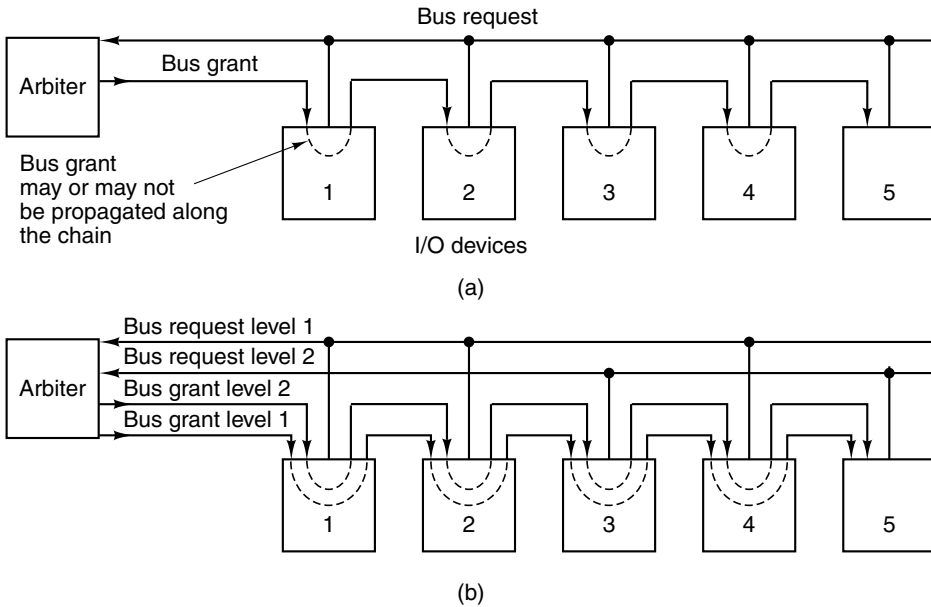 Bus request
Arbiter
Bus grant
Bus grant
may or may not
be propagated along
the chain
1
2
3
4
5
I/O devices
(a)
Bus request level 1
Bus request level 2
Arbiter
Bus grant level 2
Bus grant level 1
1
2
3
4
5
(b)